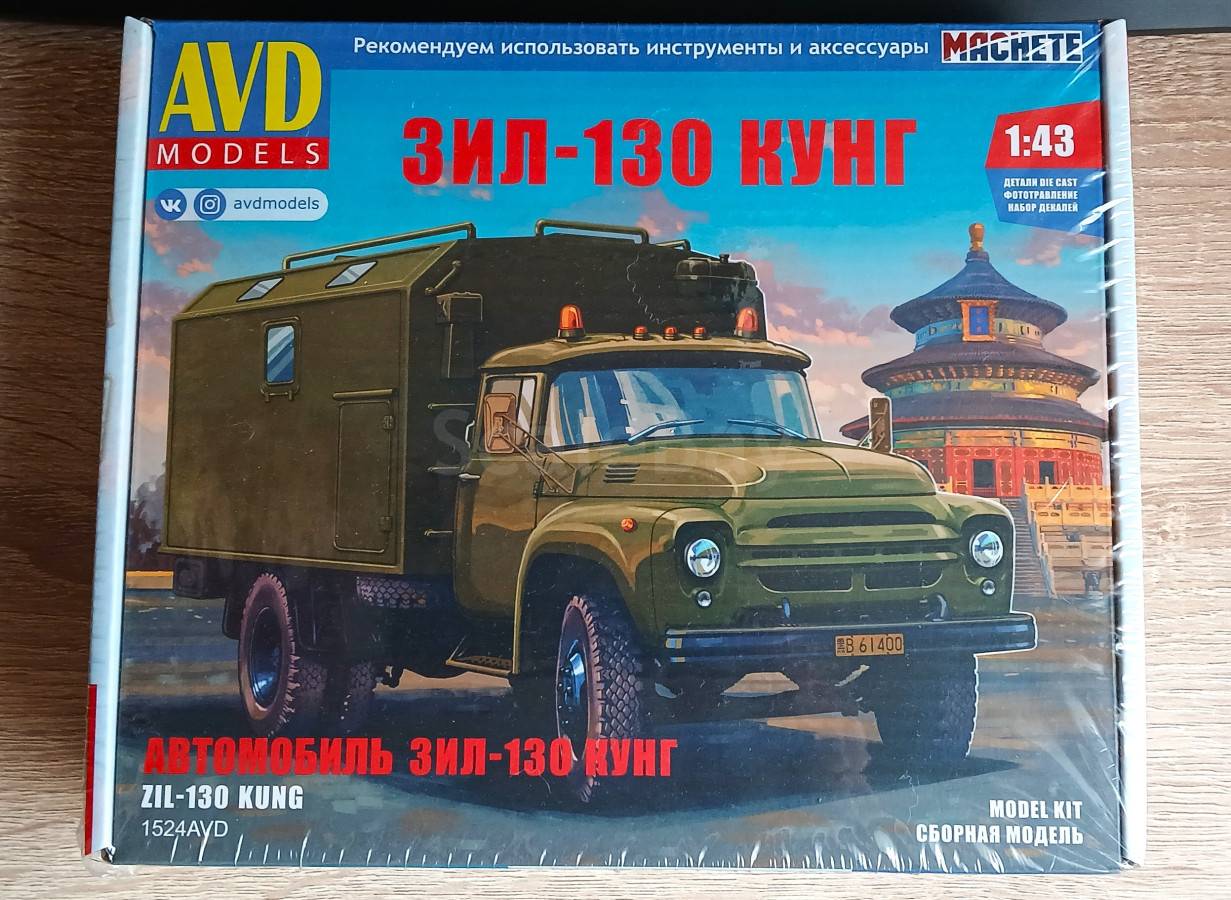 Рекомендуем использовать инструменты и аксессуары MACHETE
AVD
MODELS
avdmodels
ЗИЛ-130 КУНГ
1:43
ДЕТАЛИ DIE CAST
ФОТОТРАВЛЕНИЕ
НАБОР ДЕКАЛЕЙ
В 61400
АВТОМОБИЛЬ ЗИЛ-130 КУНГ
ZIL-130 KUNG
1524AVD
MODEL KIT
СБОРНАЯ МОДЕЛЬ